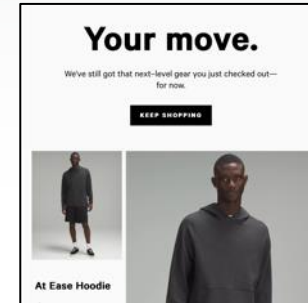 Your move.
We've still got that next-level gear you just checked out—
for now.
KEEP SHOPPING
At Ease Hoodie